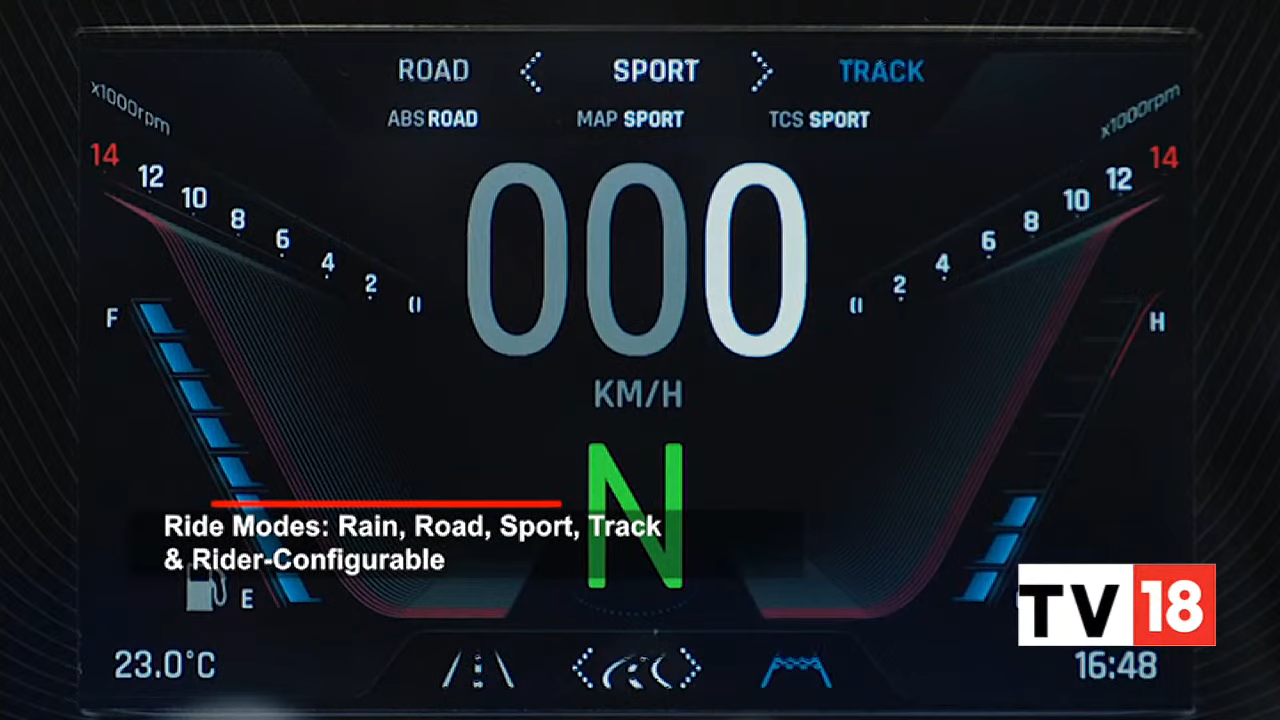 ROAD SPORT TRACK
ABS ROAD MAP SPORT TCS SPORT
x1000rpm x1000rpm
14 12 10 8 6 4 2 0
0 2 4 6 8 10 12 14
000
KM/H
F H
N
Ride Modes: Rain, Road, Sport, Track
& Rider-Configurable
E
TV18
23.0°C 16:48